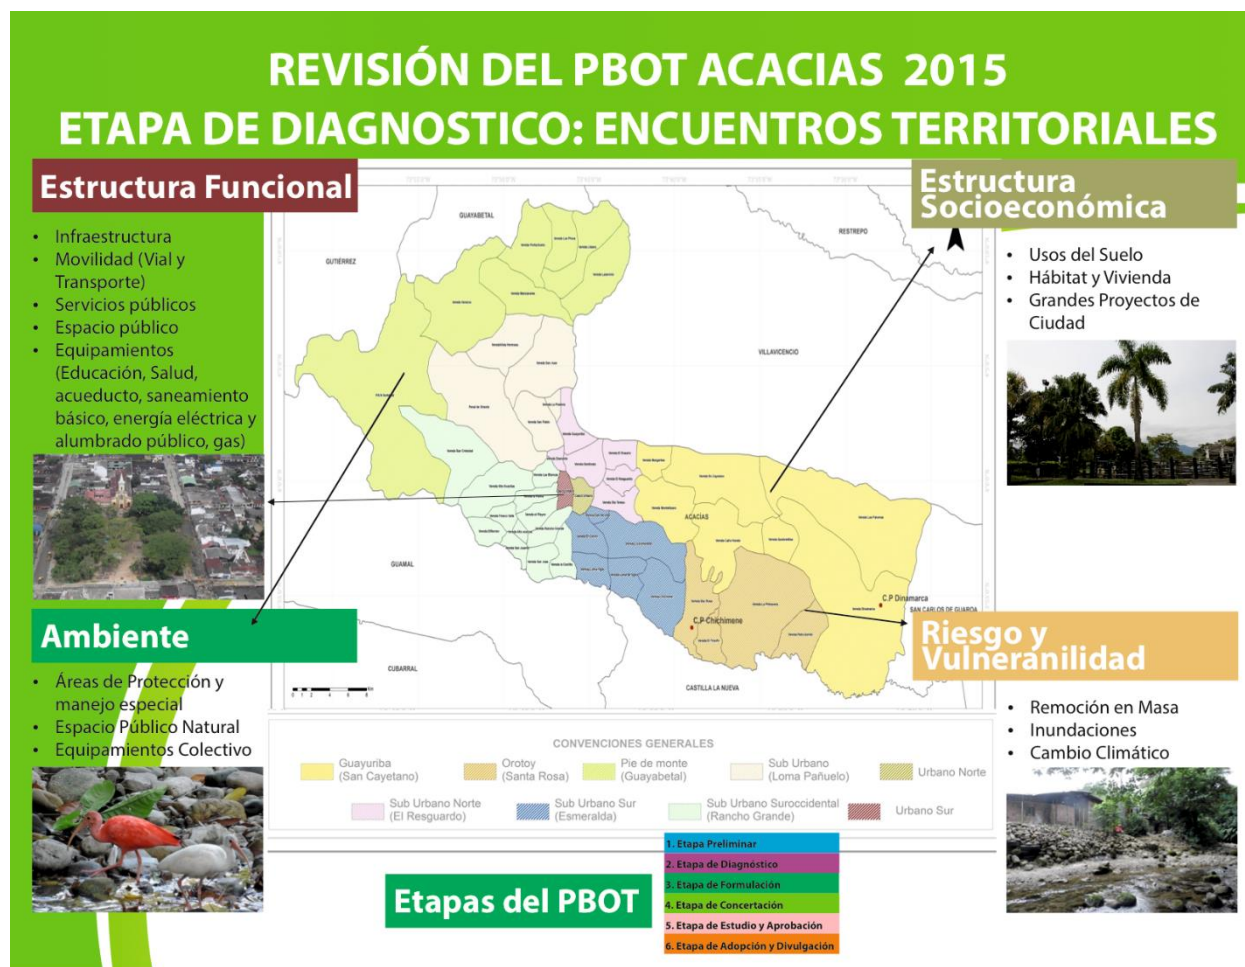 REVISIÓN DEL PBOT ACACIAS 2015
ETAPA DE DIAGNOSTICO: ENCUENTROS TERRITORIALES
Estructura Funcional
• Infraestructura
• Movilidad (Vial y
Transporte)
• Servicios públicos
• Espacio público
• Equipamientos
(Educación, Salud,
acueducto, saneamiento
básico, energía eléctrica y
alumbrado público, gas)
Ambiente
• Áreas de Protección y
manejo especial
• Espacio Público Natural
• Equipamientos Colectivo
GUAYABETAL
GUTIÉRREZ
RESTREPO
VILLAVICENCIO
ACACÍAS
GUAMAL
CUBARRAL
CASTILLA LA NUEVA
SAN CARLOS DE GUAROA
C.P Dinamarca
C.P Chichimene
Estructura
Socioeconómica
• Usos del Suelo
• Hábitat y Vivienda
• Grandes Proyectos de
Ciudad
Riesgo y
Vulneranilidad
• Remoción en Masa
• Inundaciones
• Cambio Climático
CONVENCIONES GENERALES
Guayuriba
(San Cayetano)
Orotoy
(Santa Rosa)
Pie de monte
(Guayabetal)
Sub Urbano
(Loma Pañuelo)
Urbano Norte
Sub Urbano Norte
(El Resguardo)
Sub Urbano Sur
(Esmeralda)
Sub Urbano Suroccidental
(Rancho Grande)
Urbano Sur
Etapas del PBOT
1. Etapa Preliminar
2. Etapa de Diagnóstico
3. Etapa de Formulación
4. Etapa de Concertación
5. Etapa de Estudio y Aprobación
6. Etapa de Adopción y Divulgación